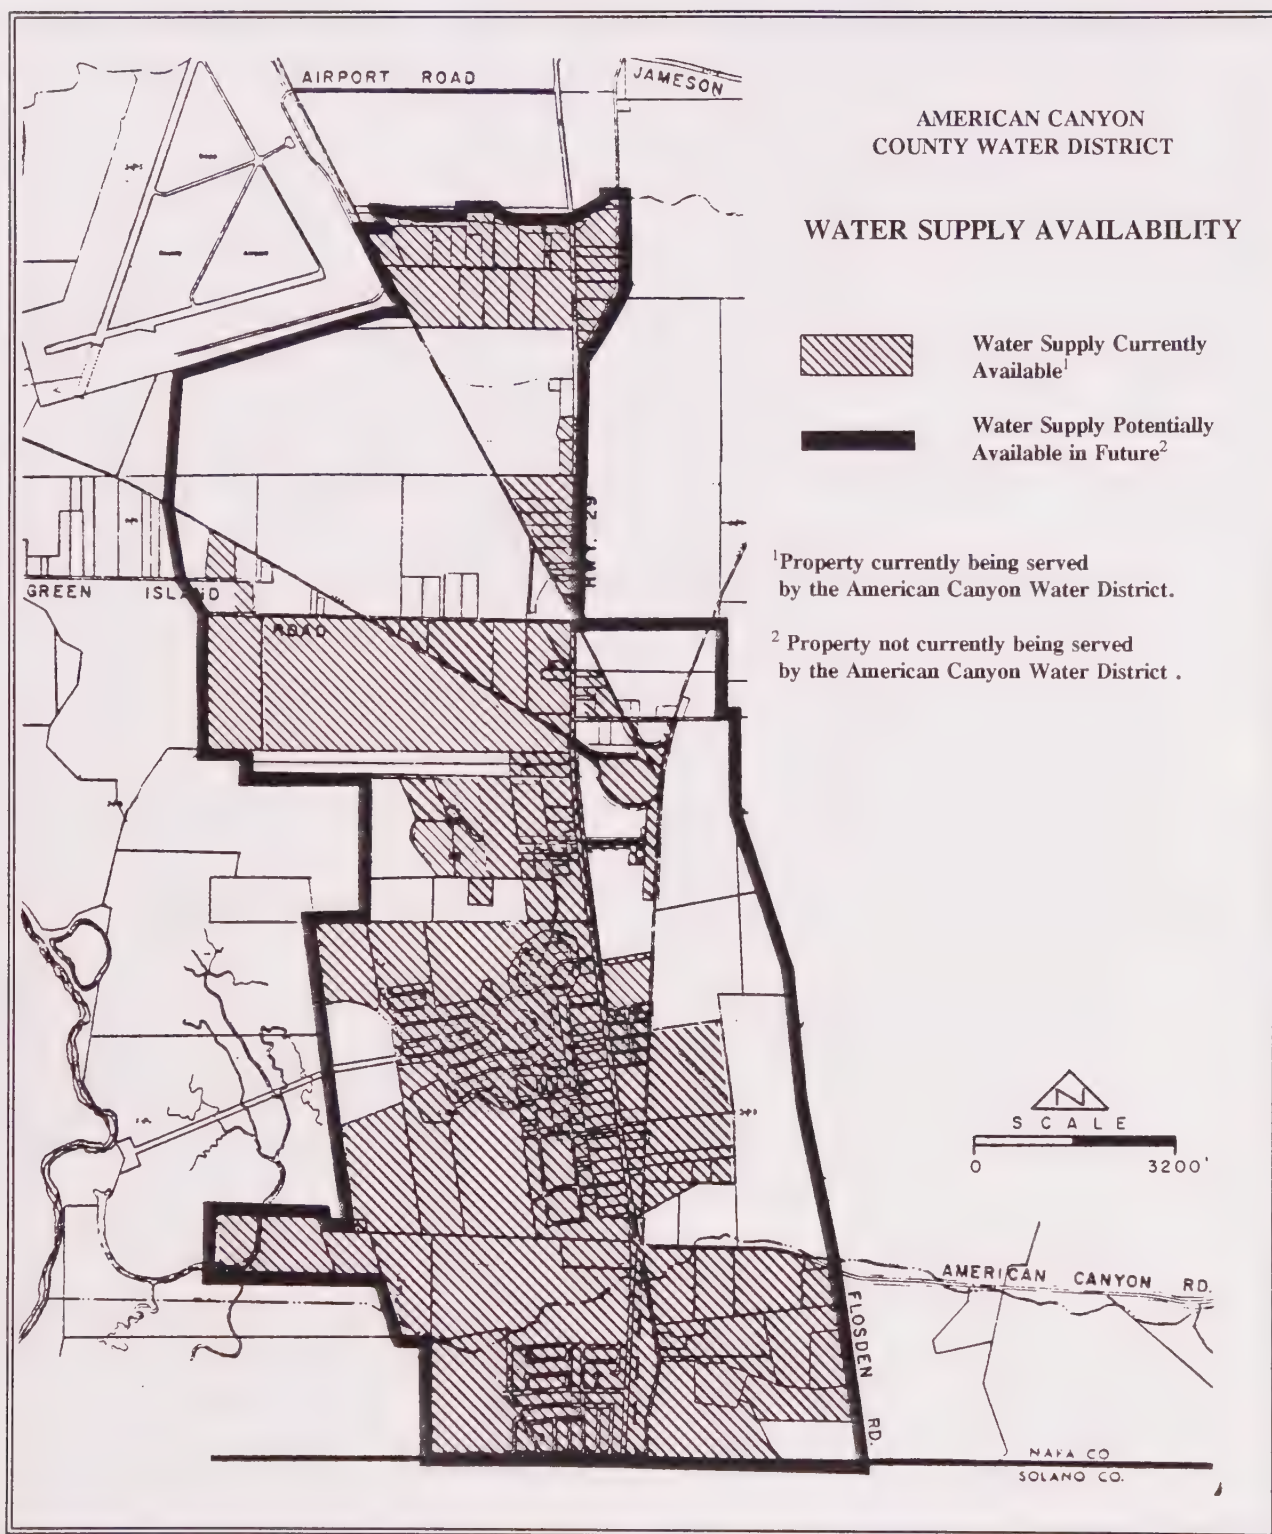 AIRPORT ROAD
JAMESON
AMERICAN CANYON
COUNTY WATER DISTRICT
WATER SUPPLY AVAILABILITY
Water Supply Currently
Available1
Water Supply Potentially
Available in Future2
HWY. 29
1Property currently being served
by the American Canyon Water District.
GREEN ISLAND
ROAD
2 Property not currently being served
by the American Canyon Water District .
N
SCALE
0 3200'
AMERICAN CANYON RD.
FLOSDEN RD.
NAPA CO
SOLANO CO.